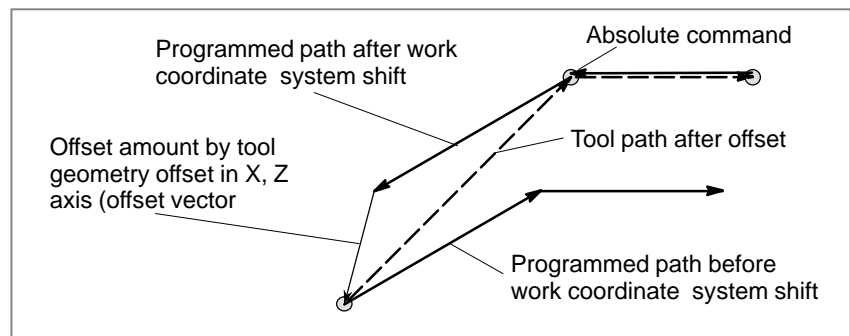 Programmed path after work
coordinate system shift
Absolute command
Tool path after offset
Offset amount by tool
geometry offset in X, Z
axis (offset vector
Programmed path before
work coordinate system shift